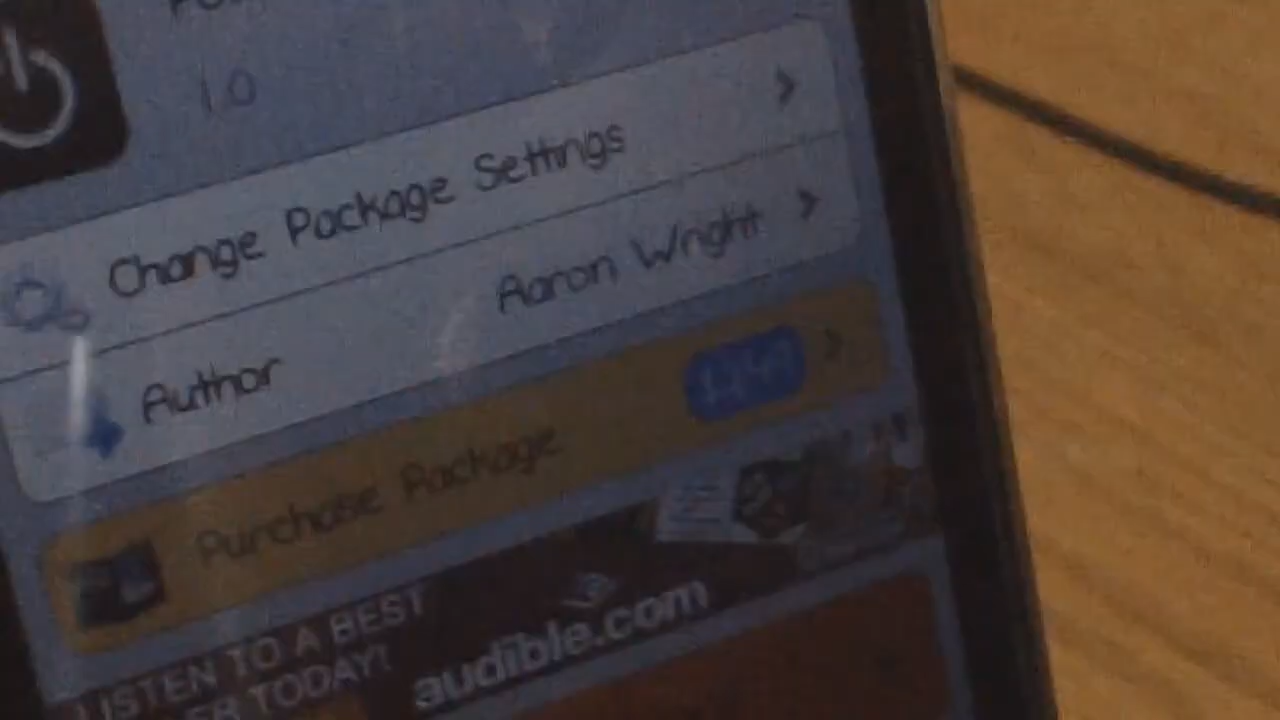 1.0
Change Package Settings
Author Aaron Wright
Purchase Package
LISTEN TO A BEST
TODAY!
audible.com